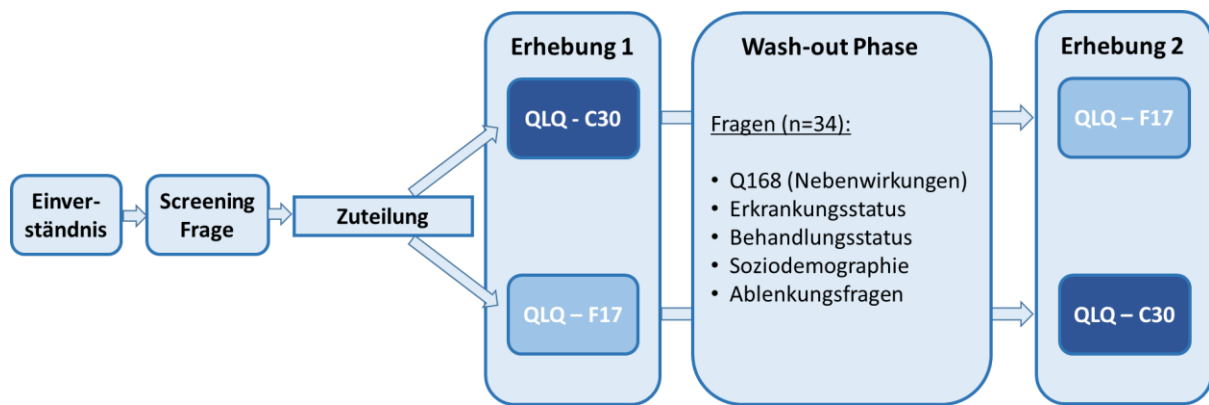 Einver-
ständnis
Screening
Frage
Zuteilung
Erhebung 1
QLQ - C30
QLQ – F17
Wash-out Phase
Fragen (n=34):
• Q168 (Nebenwirkungen)
• Erkrankungsstatus
• Behandlungsstatus
• Soziodemographie
• Ablenkungsfragen
Erhebung 2
QLQ – F17
QLQ – C30